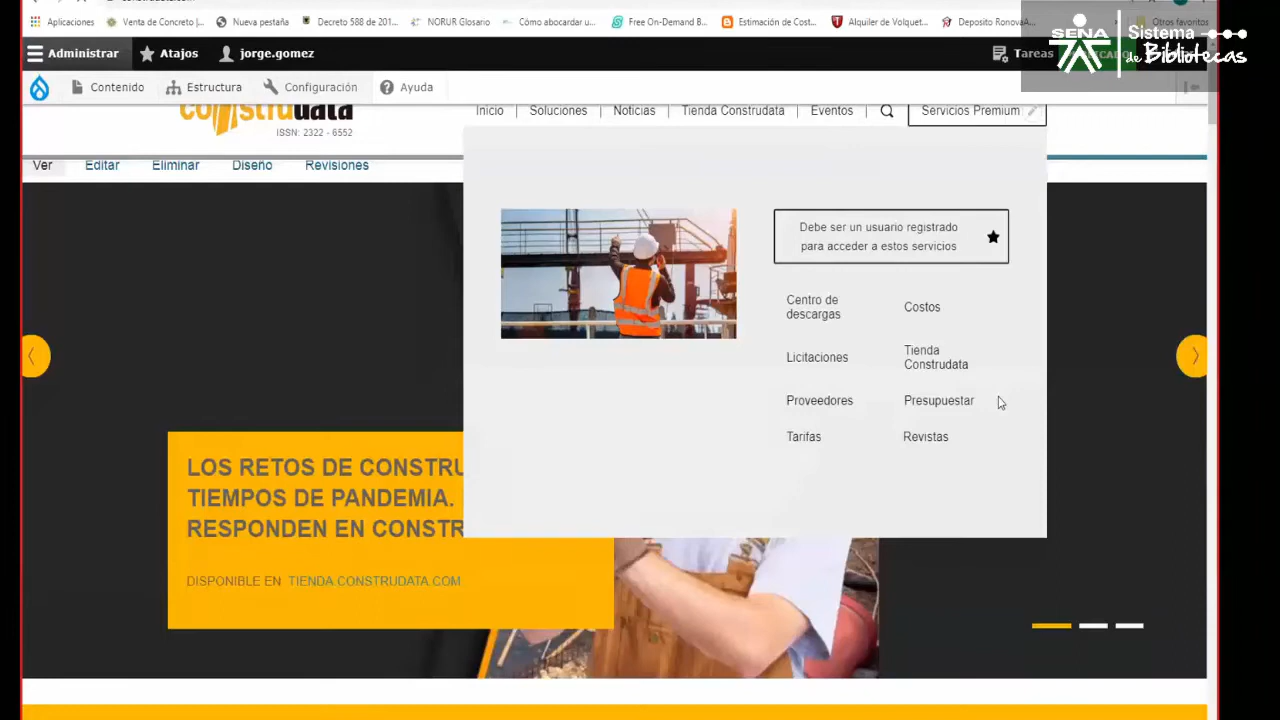 Aplicaciones
Venta de Concreto |...
Nueva pestaña
Decreto 588 de 201...
NORUR Glosario
Cómo abocardar u...
Free On-Demand B...
Estimación de Cost...
Alquiler de Volquet...
Deposito RonovaA...
Otros favoritos
SENA
Sistema
de Bibliotecas
Administrar
Atajos
jorge.gomez
Tareas
Contenido
Estructura
Configuración
Ayuda
construdata
ISSN: 2322 - 6552
Inicio
Soluciones
Noticias
Tienda Construdata
Eventos
Servicios Premium
Ver
Editar
Eliminar
Diseño
Revisiones
Debe ser un usuario registrado
para acceder a estos servicios
Centro de
descargas
Costos
Licitaciones
Tienda
Construdata
Proveedores
Presupuestar
Tarifas
Revistas
LOS RETOS DE CONSTRU
TIEMPOS DE PANDEMIA.
RESPONDEN EN CONSTR
DISPONIBLE EN TIENDA.CONSTRUDATA.COM